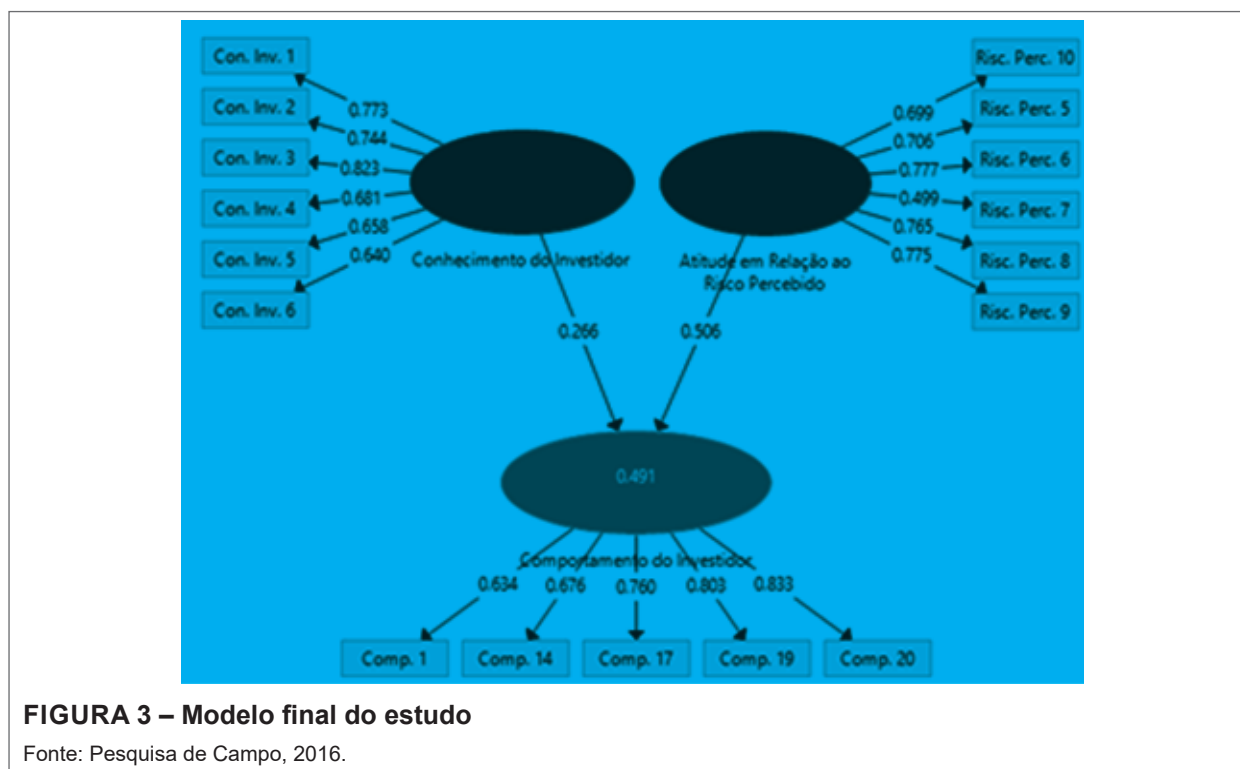 Con. Inv. 1
Con. Inv. 2
Con. Inv. 3
Con. Inv. 4
Con. Inv. 5
Con. Inv. 6
0.773
0.744
0.823
0.681
0.658
0.640
Conhecimento do Investidor
Risc. Perc. 10
Risc. Perc. 5
Risc. Perc. 6
Risc. Perc. 7
Risc. Perc. 8
Risc. Perc. 9
0.699
0.706
0.777
0.499
0.765
0.775
Atitude em Relação ao
Risco Percebido
0.266
0.506
0.491
Comportamento do Investidor
0.634
0.676
0.760
0.803
0.833
Comp. 1
Comp. 14
Comp. 17
Comp. 19
Comp. 20
FIGURA 3 – Modelo final do estudo
Fonte: Pesquisa de Campo, 2016.